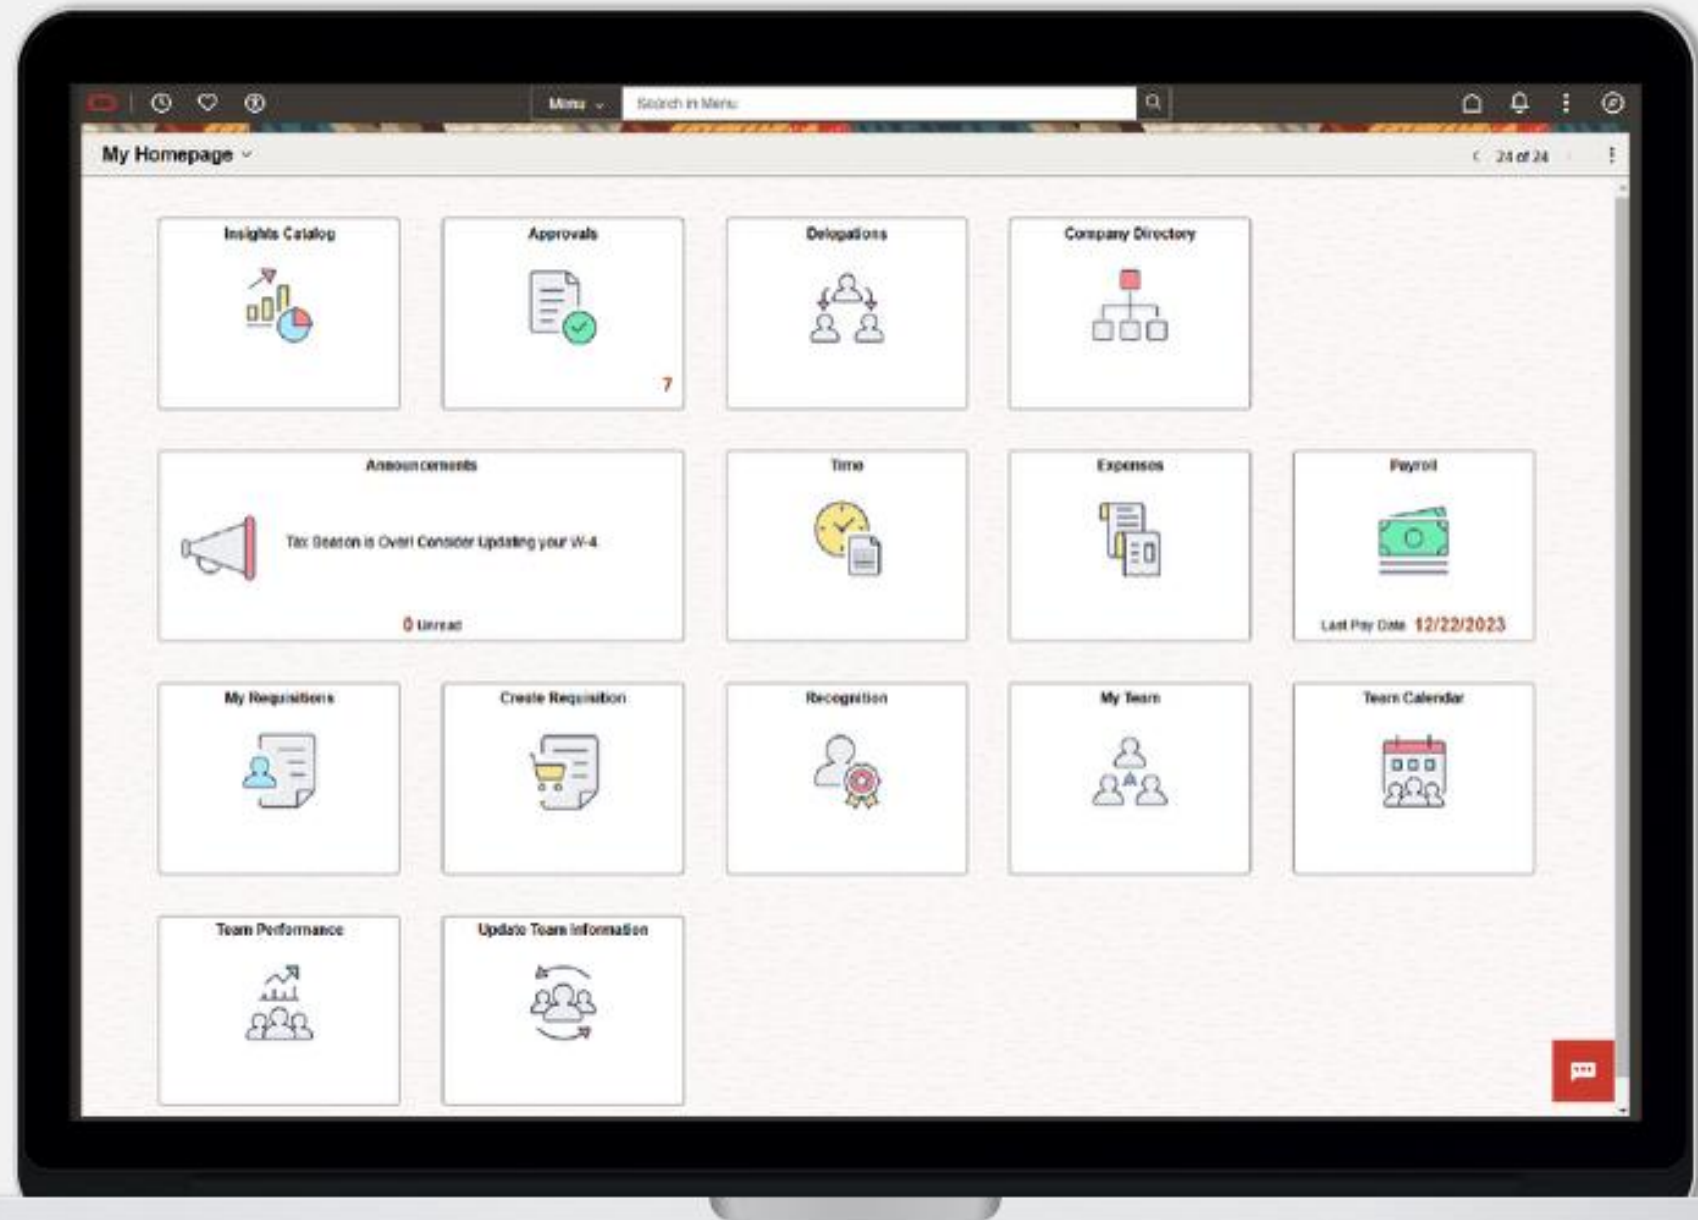 Menu
Search in Menu
My Homepage
24 of 24
Insights Catalog
Approvals
Delegations
Company Directory
7
Announcements
Time
Expenses
Payroll
Tax Season is Over! Consider Updating your W-4
0 Unread
Last Pay Date 12/22/2023
My Requisitions
Create Requisition
Recognition
My Team
Team Calendar
Team Performance
Update Team Information